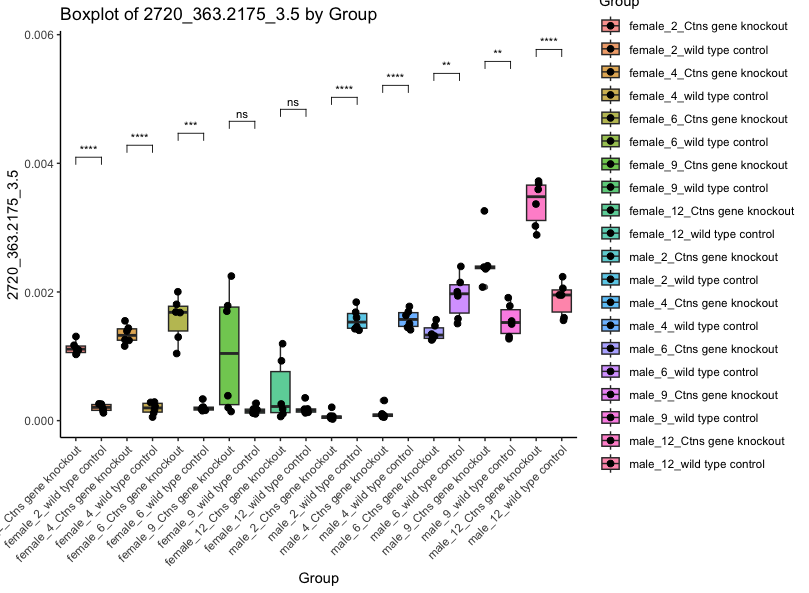 Boxplot of 2720_363.2175_3.5 by Group
Group
0.006
0.004
0.002
0.000
2720_363.2175_3.5
****
****
***
ns
ns
****
****
**
**
****
_Ctns gene knockout
female_2_wild type control
female_4_Ctns gene knockout
female_4_wild type control
female_6_Ctns gene knockout
female_6_wild type control
female_9_Ctns gene knockout
female_9_wild type control
female_12_Ctns gene knockout
female_12_wild type control
male_2_Ctns gene knockout
male_2_wild type control
male_4_Ctns gene knockout
male_4_wild type control
male_6_Ctns gene knockout
male_6_wild type control
male_9_Ctns gene knockout
male_9_wild type control
male_12_Ctns gene knockout
male_12_wild type control
Group
female_2_Ctns gene knockout
female_2_wild type control
female_4_Ctns gene knockout
female_4_wild type control
female_6_Ctns gene knockout
female_6_wild type control
female_9_Ctns gene knockout
female_9_wild type control
female_12_Ctns gene knockout
female_12_wild type control
male_2_Ctns gene knockout
male_2_wild type control
male_4_Ctns gene knockout
male_4_wild type control
male_6_Ctns gene knockout
male_6_wild type control
male_9_Ctns gene knockout
male_9_wild type control
male_12_Ctns gene knockout
male_12_wild type control